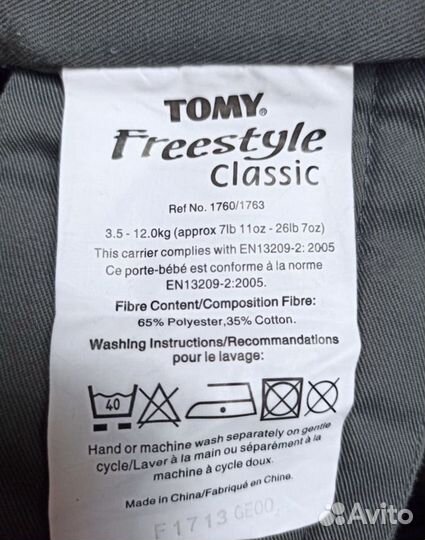 TOMY®
Freestyle
Classic
Ref No. 1760/1763
3.5 - 12.0kg (approx 7lb 11oz - 26lb 7oz)
This carrier complies with EN13209-2: 2005
Ce porte-bébé est conforme à la norme
EN13209-2:2005.
Fibre Content/Composition Fibre:
65% Polyester,35% Cotton.
Washing Instructions/Recommandations
pour le lavage:
40
Hand or machine wash separately on gentle
cycle/Laver à la main ou séparément à la
machine à cycle doux.
Made in China/Fabriqué en Chine.
F1713 GE00
Avito